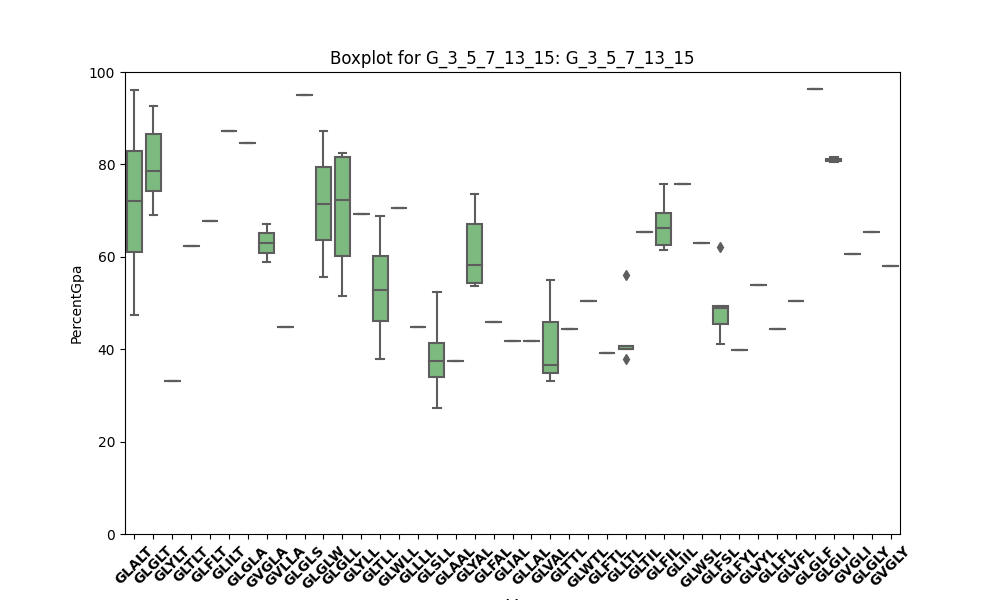 Boxplot for G_3_5_7_13_15: G_3_5_7_13_15
PercentGpa
100
80
60
40
20
0
GLALT
GLGLT
GLYLT
GLTLT
GLFLT
GLILT
GLGLA
GVGLA
GVLLA
GLGLS
GLGLW
GLGLL
GLYLL
GLTLL
GLWLL
GLLLL
GLSLL
GLAAL
GLYAL
GLFAL
GLIAL
GLLAL
GLVAL
GLTTL
GLWTL
GLFTL
GLLTL
GLTIL
GLFIL
GLIIL
GLWSL
GLFSL
GLFYL
GLVYL
GLLFL
GLVFL
GLGLF
GLGLI
GVGLI
GLGLY
GVGLY